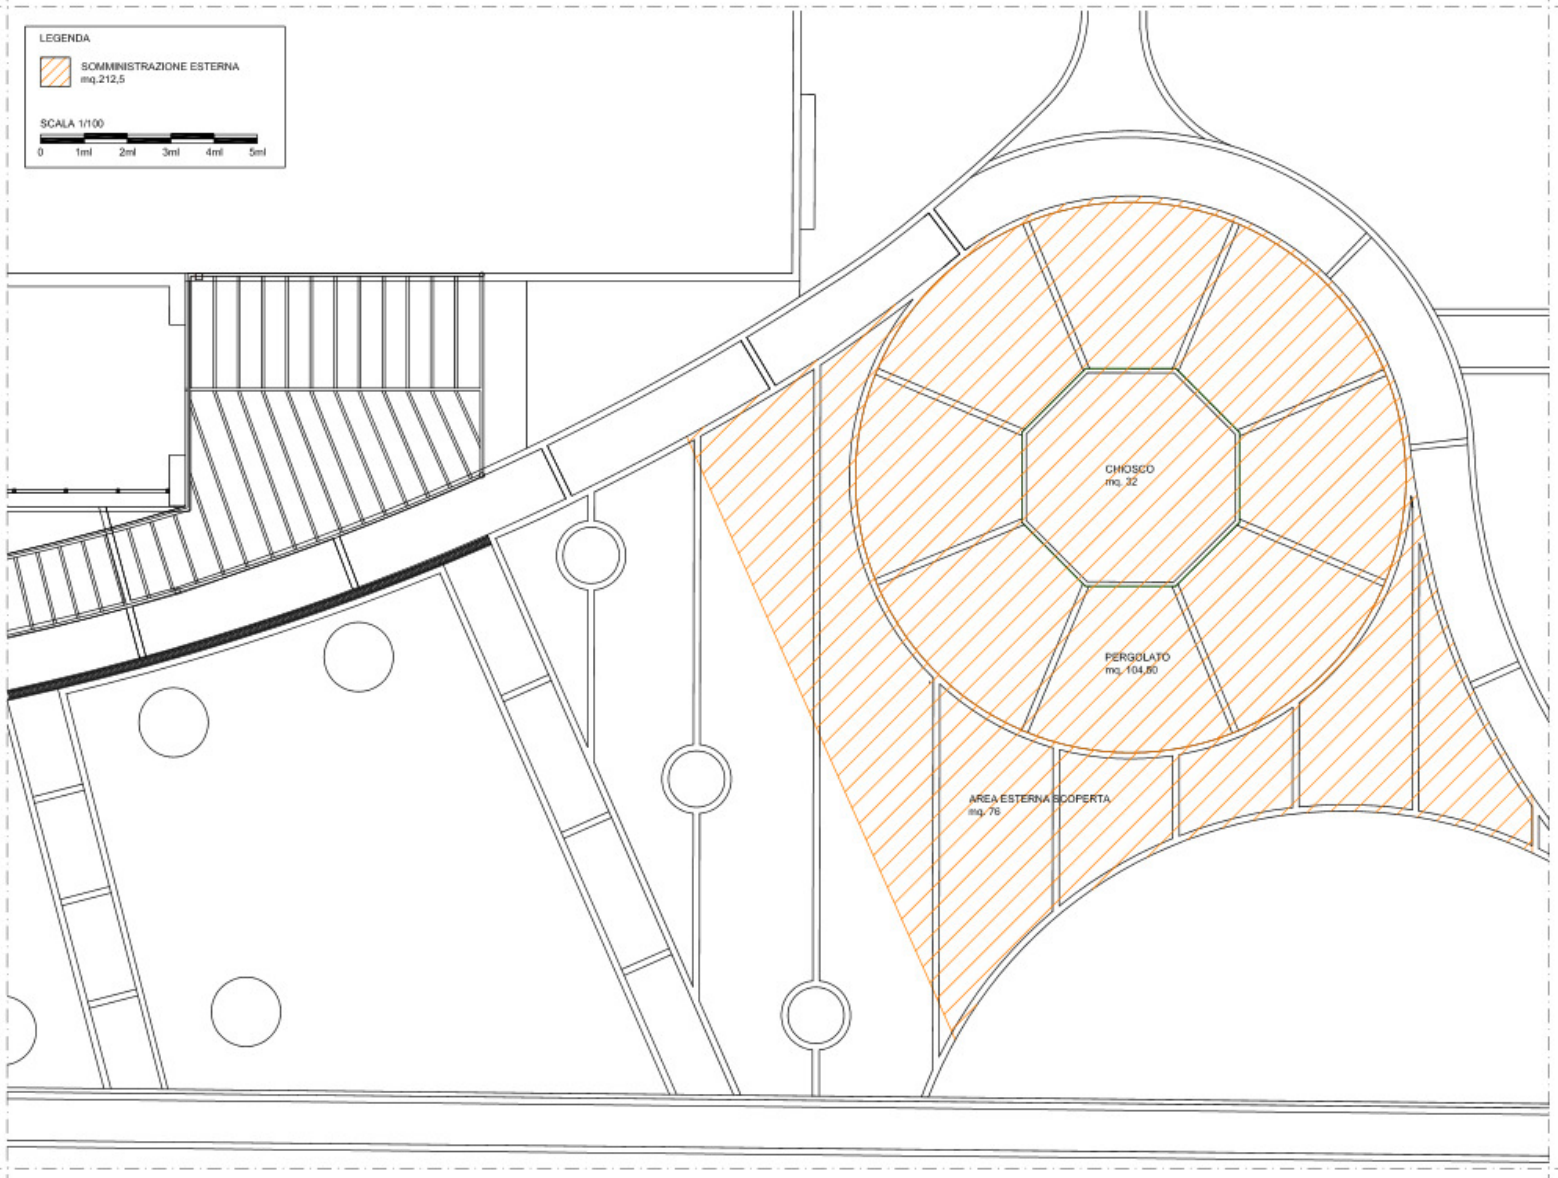 LEGENDA
SOMMINISTRAZIONE ESTERNA
mq.212,5
SCALA 1/100
0 1ml 2ml 3ml 4ml 5ml
CHIOSCO
mq. 32
PERGOLATO
mq. 104,50
AREA ESTERNA SCOPERTA
mq. 76